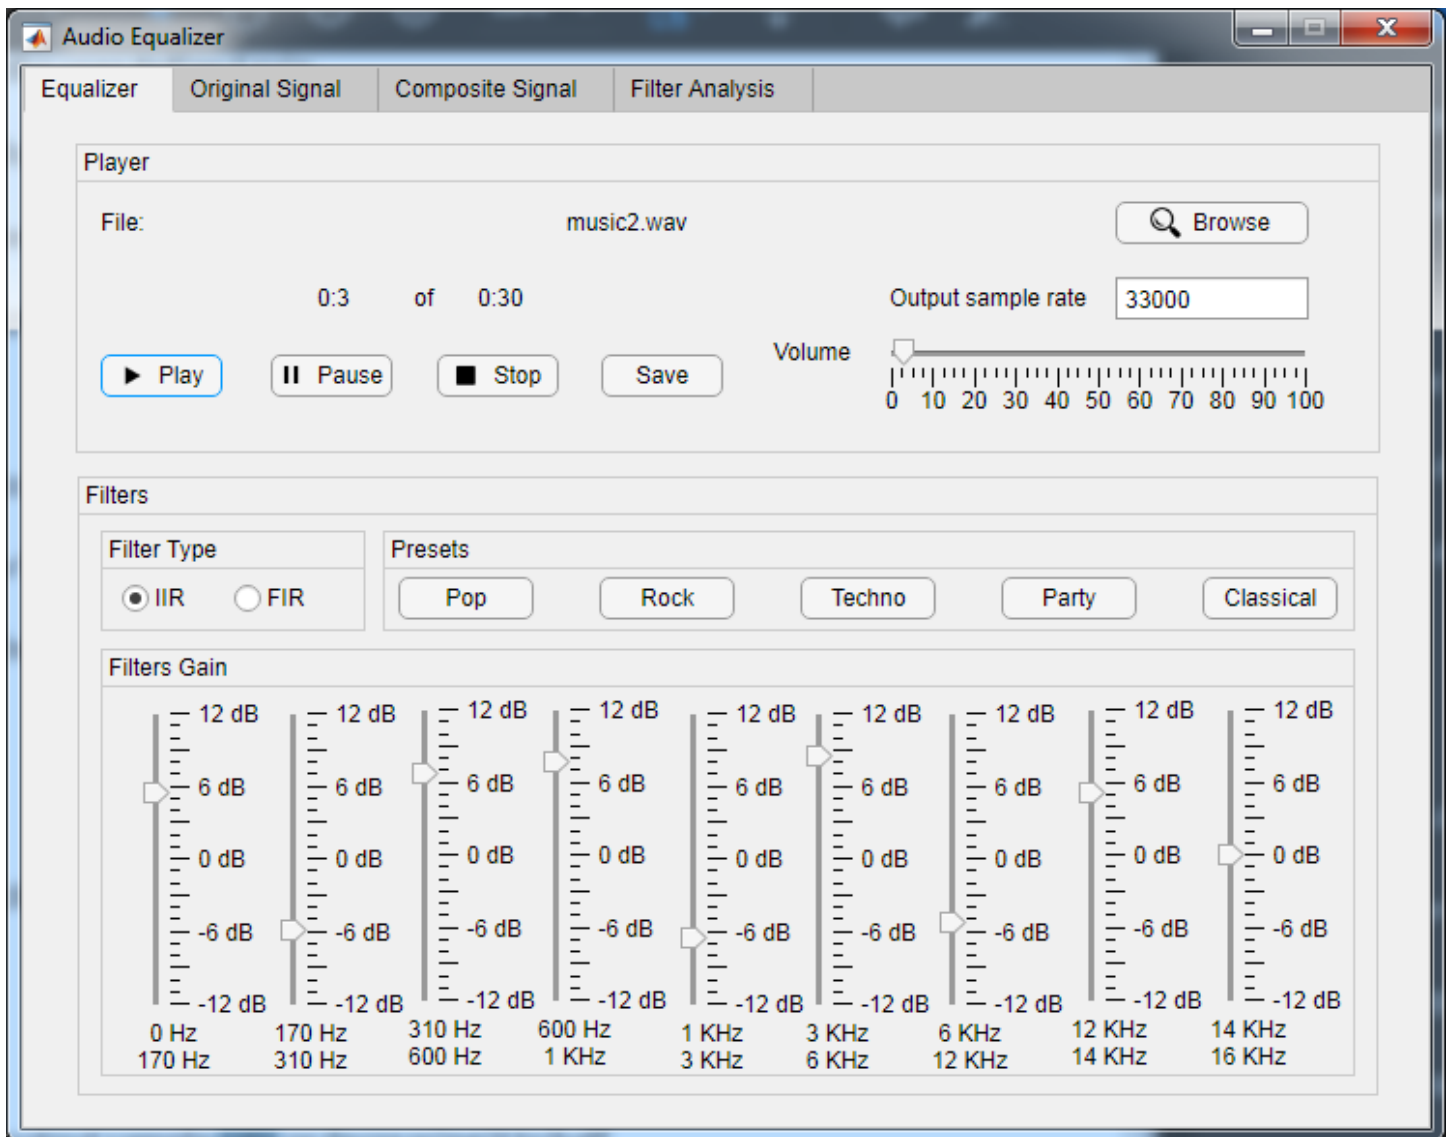 Audio Equalizer
Equalizer Original Signal Composite Signal Filter Analysis
Player
File: music2.wav Browse
0:3 of 0:30 Output sample rate 33000
Volume
Play Pause Stop Save
0 10 20 30 40 50 60 70 80 90 100
Filters
Filter Type Presets
IIR FIR Pop Rock Techno Party Classical
Filters Gain
12 dB 12 dB 12 dB 12 dB 12 dB 12 dB 12 dB 12 dB 12 dB
6 dB 6 dB 6 dB 6 dB 6 dB 6 dB 6 dB 6 dB 6 dB
0 dB 0 dB 0 dB 0 dB 0 dB 0 dB 0 dB 0 dB 0 dB
-6 dB -6 dB -6 dB -6 dB -6 dB -6 dB -6 dB -6 dB -6 dB
-12 dB -12 dB -12 dB -12 dB -12 dB -12 dB -12 dB -12 dB -12 dB
0 Hz 170 Hz 310 Hz 600 Hz 1 KHz 3 KHz 6 KHz 12 KHz 14 KHz
170 Hz 310 Hz 600 Hz 1 KHz 3 KHz 6 KHz 12 KHz 14 KHz 16 KHz